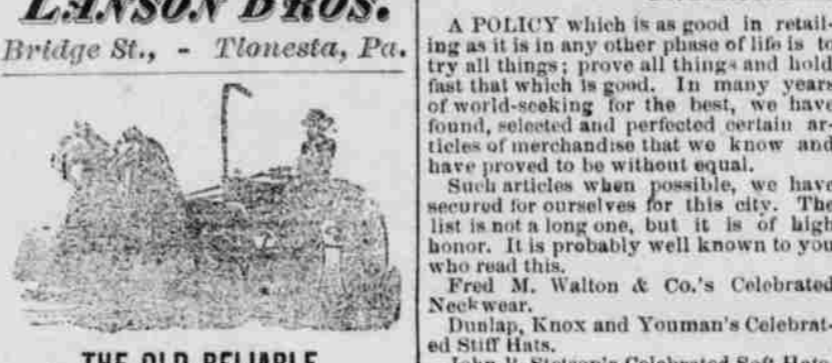 LANSON BROS.
Bridge St., - Tionesta, Pa.
THE OLD RELIABLE
A POLICY which is as good in retail-
ing as it is in any other phase of life is to
try all things; prove all things and hold
fast that which is good. In many years
of world-seeking for the best, we have
found, selected and perfected certain ar-
ticles of merchandise that we know and
have proved to be without equal.
Such articles when possible, we have
secured for ourselves for this city. The
list is not a long one, but it is of high
honor. It is probably well known to you
who read this.
Fred M. Walton & Co.'s Celebrated
Neckwear.
Dunlap, Knox and Youman's Celebrat-
ed Stiff Hats.
John B. Stetson's Celebrated Soft Hats.